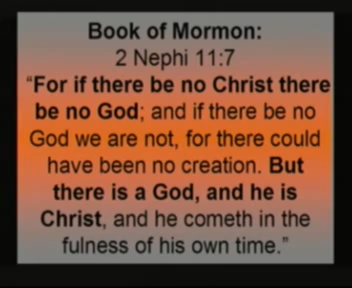 Book of Mormon:
2 Nephi 11:7
“For if there be no Christ there
be no God; and if there be no
God we are not, for there could
have been no creation. But
there is a God, and he is
Christ, and he cometh in the
fulness of his own time.”